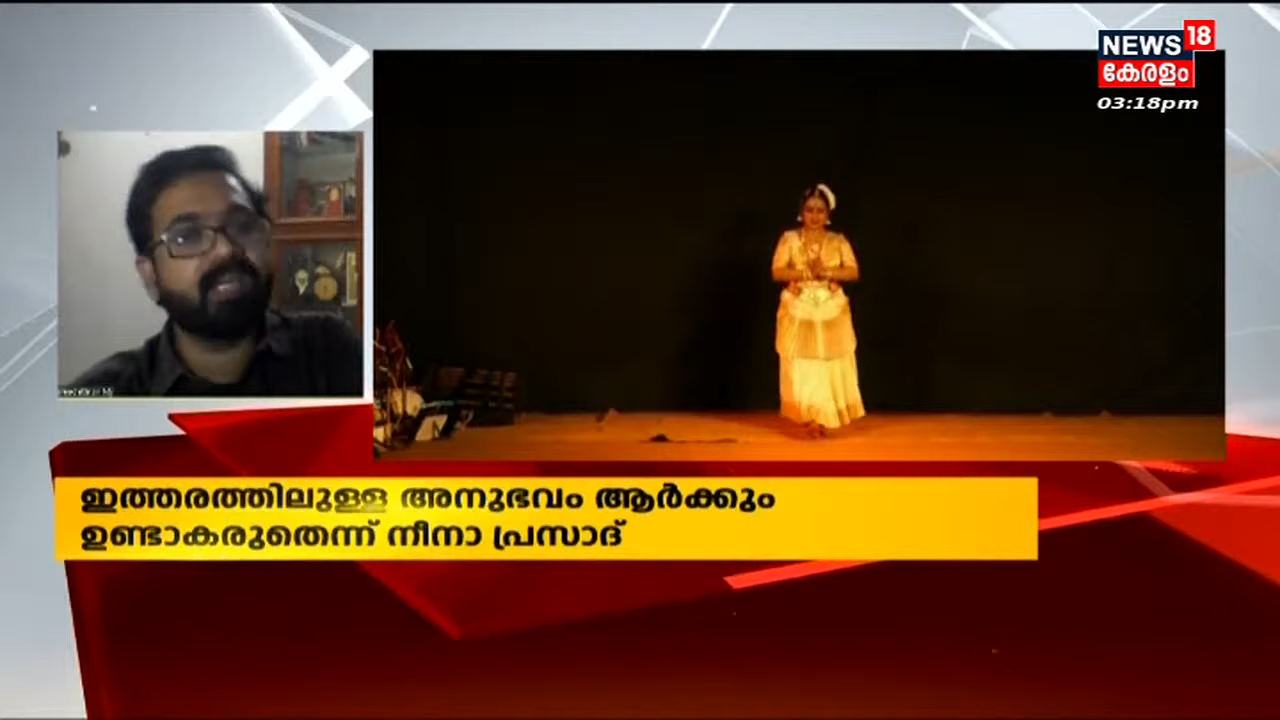 NEWS 18
കേരളം
03:18pm
ഇത്തരത്തിലുള്ള അനുഭവം ആർക്കും
ഉണ്ടാകരുതെന്ന് നീനാ പ്രസാദ്